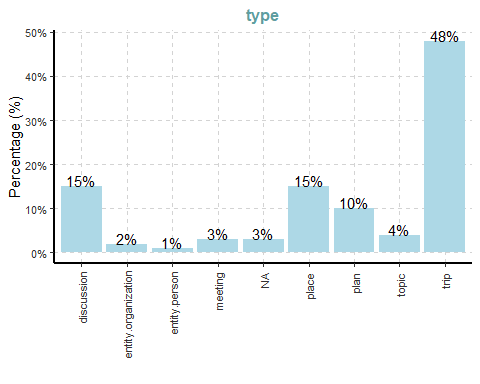 type
Percentage (%)
50%
40%
30%
20%
10%
0%
15%
2%
1%
3%
3%
15%
10%
4%
48%
discussion
entity.organization
entity.person
meeting
NA
place
plan
topic
trip